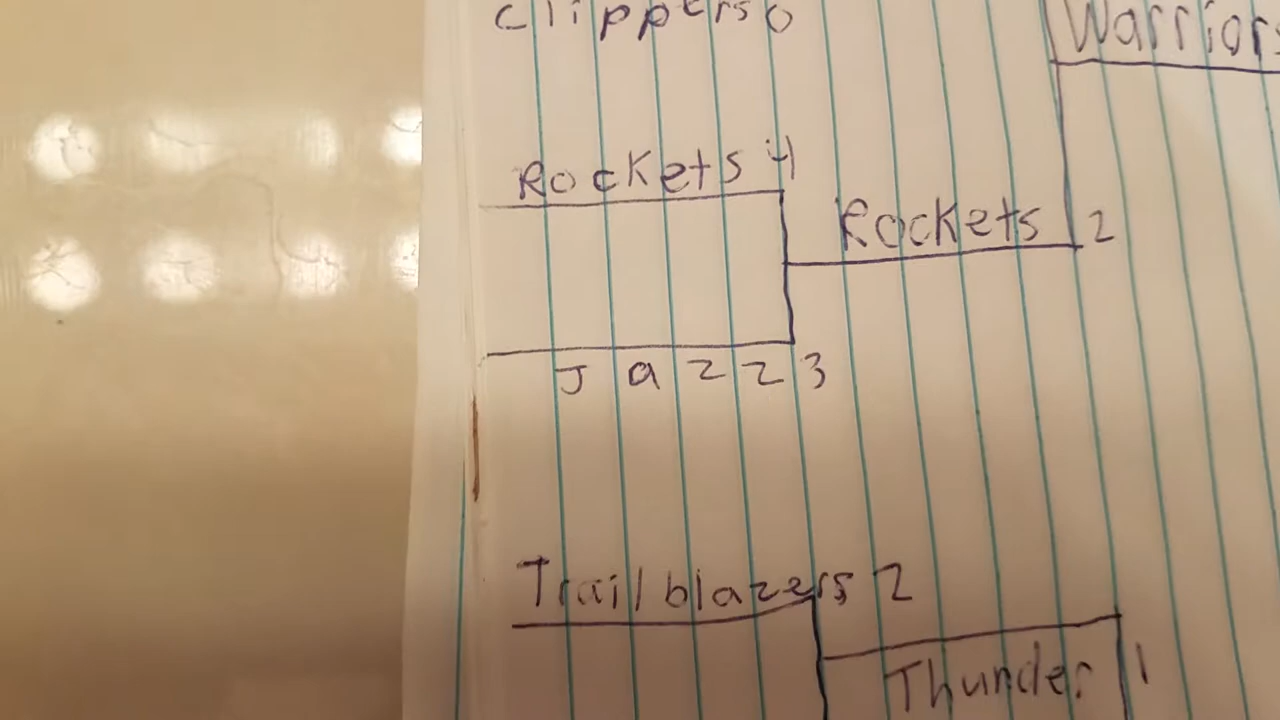 Clippers 0
Warriors
Rockets 4
Rockets 2
Jazz 3
Trailblazers 2
Thunder 1